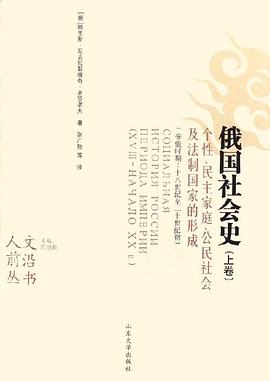 [俄] 鲍里斯·尼古拉耶维奇·米罗诺夫 著 张广翔 等 译
俄国社会史(上卷)
个性·民主家庭·公民社会
及法制国家的形成
(帝俄时期:十八世纪至二十世纪初)
СОЦИАЛЬНАЯ
ИСТОРИЯ РОССИИ
ПЕРИОДА ИМПЕРИИ
(XVIII-НАЧАЛО XX В.)
文沿书
人前丛
主编
山东大学出版社